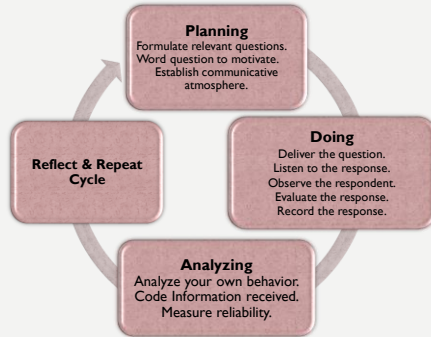 Planning
Formulate relevant questions.
Word question to motivate.
Establish communicative
atmosphere.
Doing
Deliver the question.
Listen to the response.
Observe the respondent.
Evaluate the response.
Record the response.
Analyzing
Analyze your own behavior.
Code Information received.
Measure reliability.
Reflect & Repeat
Cycle